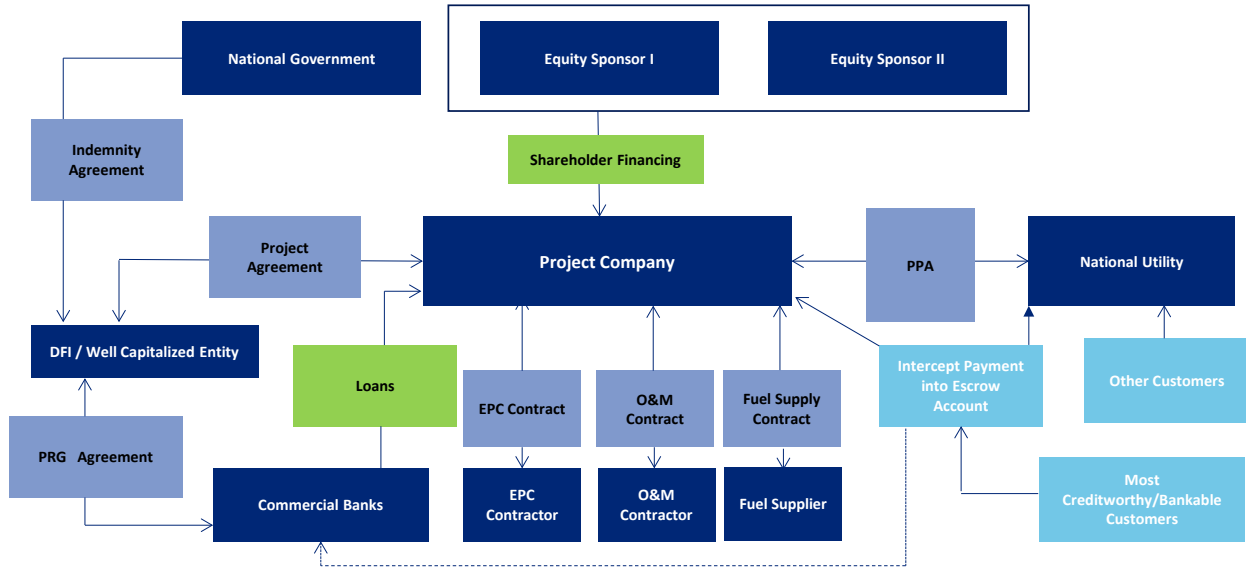 National Government
Equity Sponsor I
Equity Sponsor II
Indemnity
Agreement
Shareholder Financing
Project
Agreement
Project Company
PPA
National Utility
DFI / Well Capitalized Entity
Loans
EPC Contract
O&M
Contract
Fuel Supply
Contract
Intercept Payment
into Escrow
Account
Other Customers
PRG Agreement
Commercial Banks
EPC
Contractor
O&M
Contractor
Fuel Supplier
Most
Creditworthy/Bankable
Customers